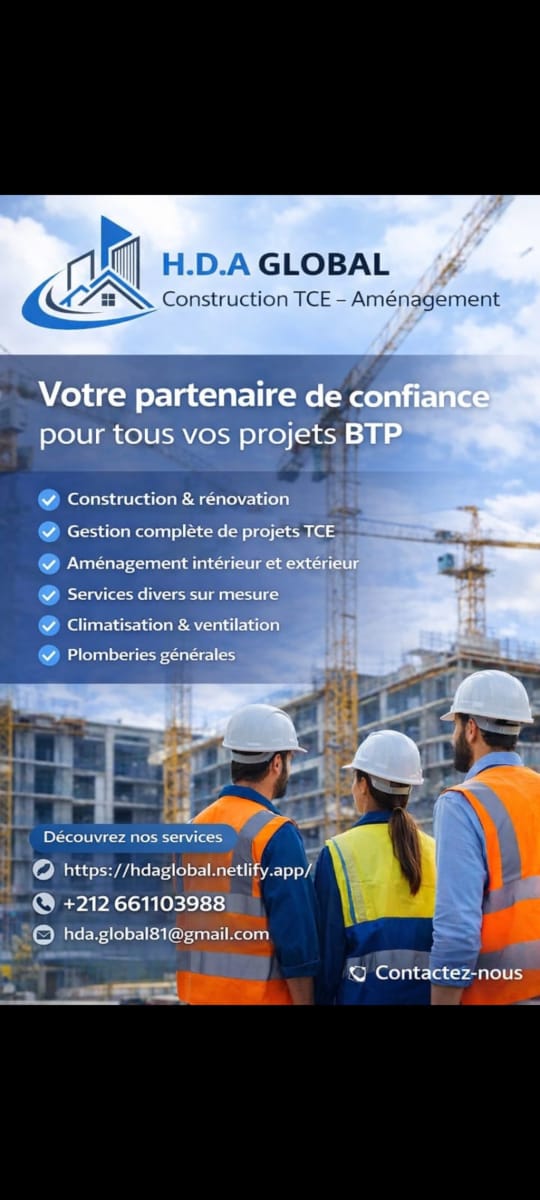 H.D.A GLOBAL
Construction TCE – Aménagement
Votre partenaire de confiance
pour tous vos projets BTP
Construction & rénovation
Gestion complète de projets TCE
Aménagement intérieur et extérieur
Services divers sur mesure
Climatisation & ventilation
Plomberies générales
Découvrez nos services
https://hdaglobal.netlify.app/
+212 661103988
hda.global81@gmail.com
Contactez-nous